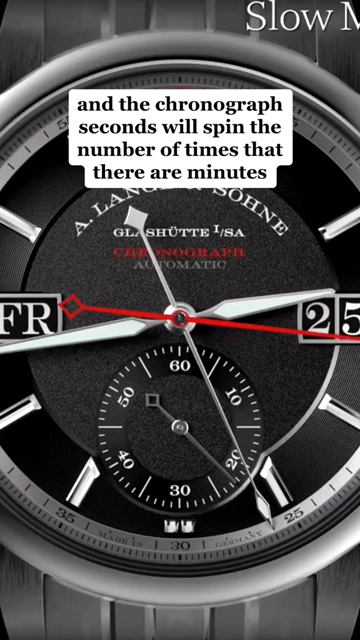 Slow M
and the chronograph
seconds will spin the
number of times that
there are minutes
A. LANGE & SÖHNE
GLASHÜTTE I/SA
CHRONOGRAPH
AUTOMATIC
FR
25
60
50
10
40
20
30
35
MADE IN
30
GERMANY
25